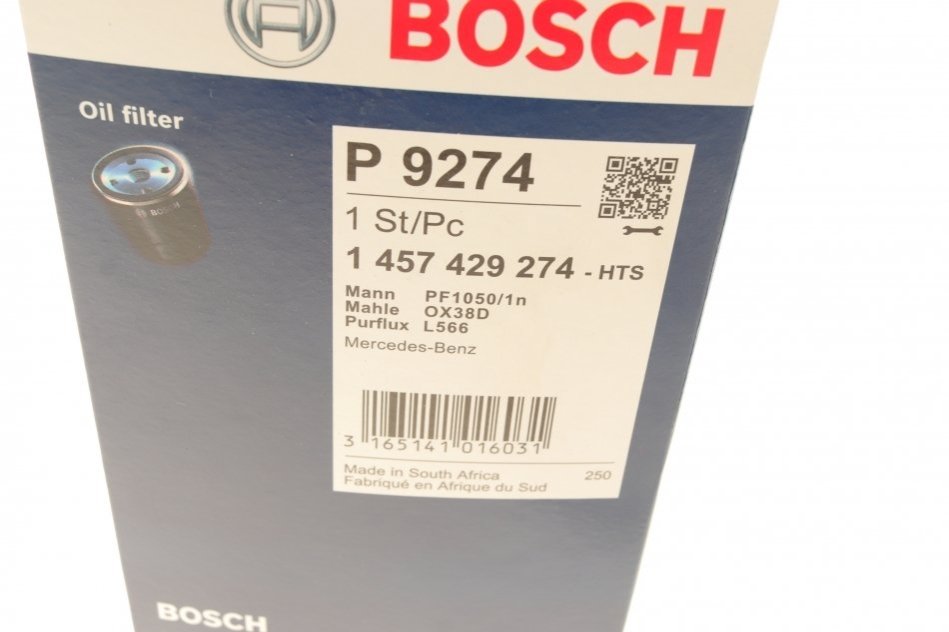 BOSCH
Oil filter
BOSCH
P 9274
1 St/Pc
1 457 429 274 - HTS
Mann PF1050/1n
Mahle OX38D
Purflux L566
Mercedes-Benz
3 165141 016031
Made in South Africa 250
Fabriqué en Afrique du Sud
BOSCH